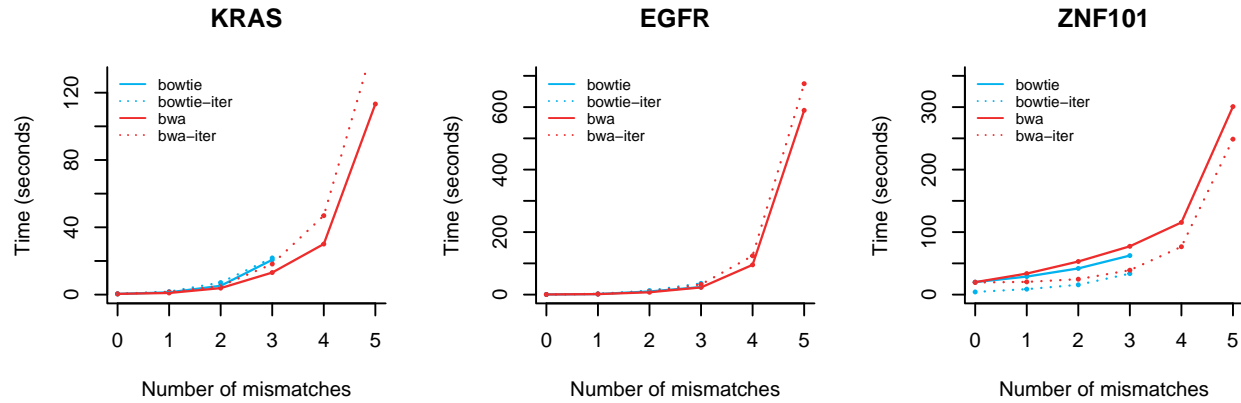 KRAS
Time (seconds)
120
80
40
0
bowtie
bowtie−iter
bwa
bwa−iter
0 1 2 3 4 5
Number of mismatches
EGFR
Time (seconds)
600
400
200
0
bowtie
bowtie−iter
bwa
bwa−iter
0 1 2 3 4 5
Number of mismatches
ZNF101
Time (seconds)
300
200
100
0
bowtie
bowtie−iter
bwa
bwa−iter
0 1 2 3 4 5
Number of mismatches